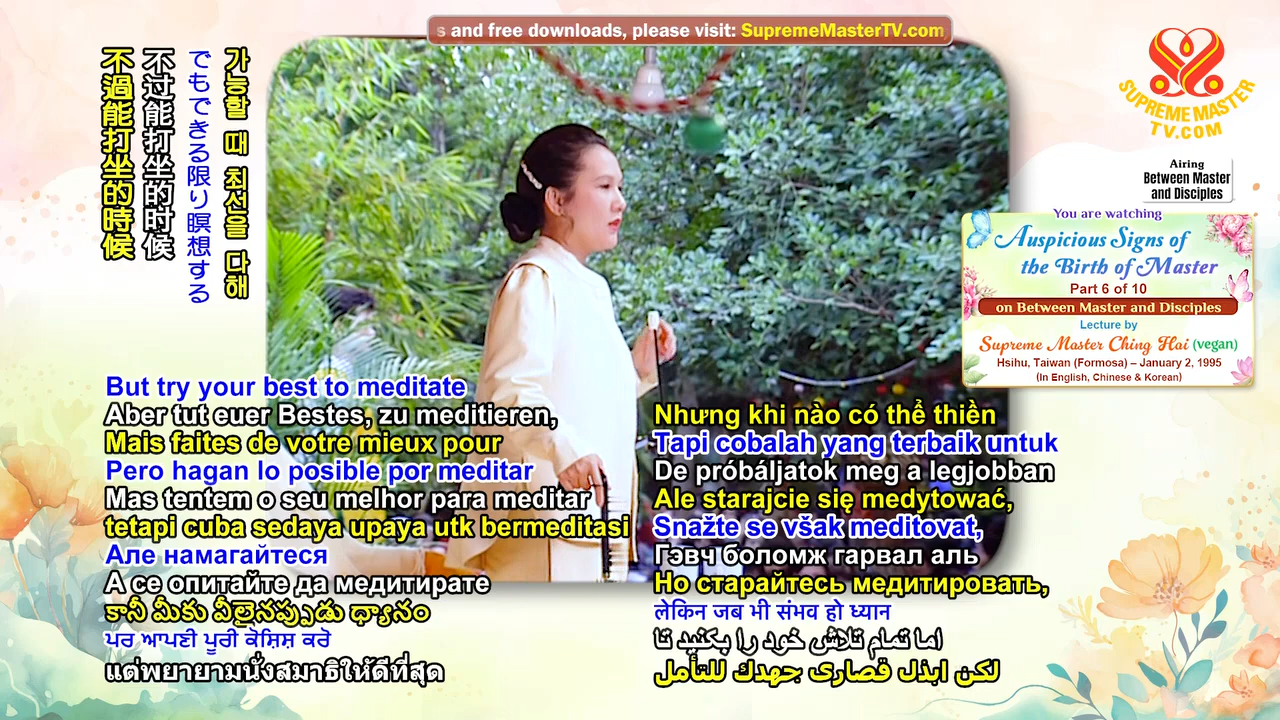 s and free downloads, please visit: SupremeMasterTV.com
SUPREME MASTER
TV.COM
Airing
Between Master
and Disciples
You are watching
Auspicious Signs of
the Birth of Master
Part 6 of 10
on Between Master and Disciples
Lecture by
Supreme Master Ching Hai (vegan)
Hsihu, Taiwan (Formosa) – January 2, 1995
(In English, Chinese & Korean)
가능할 때 최선을 다해
でもできる限り瞑想する
不过能打坐的时候
不過能打坐的時候
But try your best to meditate
Aber tut euer Bestes, zu meditieren,
Mais faites de votre mieux pour
Pero hagan lo posible por meditar
Mas tentem o seu melhor para meditar
tetapi cuba sedaya upaya utk bermeditasi
Але намагайтеся
А се опитайте да медитирате
కానీ మీకు వీలైనప్పుడు ధ్యానం
ਪਰ ਆਪਣੀ ਪੂਰੀ ਕੋਸ਼ਿਸ਼ ਕਰੋ
แต่พยายามนั่งสมาธิให้ดีที่สุด
Nhưng khi nào có thể thiền
Tapi cobalah yang terbaik untuk
De próbáljatok meg a legjobban
Ale starajcie się medytować,
Snažte se však meditovat,
Гэвч боломж гарвал аль
Но старайтесь медитировать,
लेकिन जब भी संभव हो ध्यान
اما تمام تلاش خود را بکنید تا
لكن ابذل قصارى جهدك للتأمل